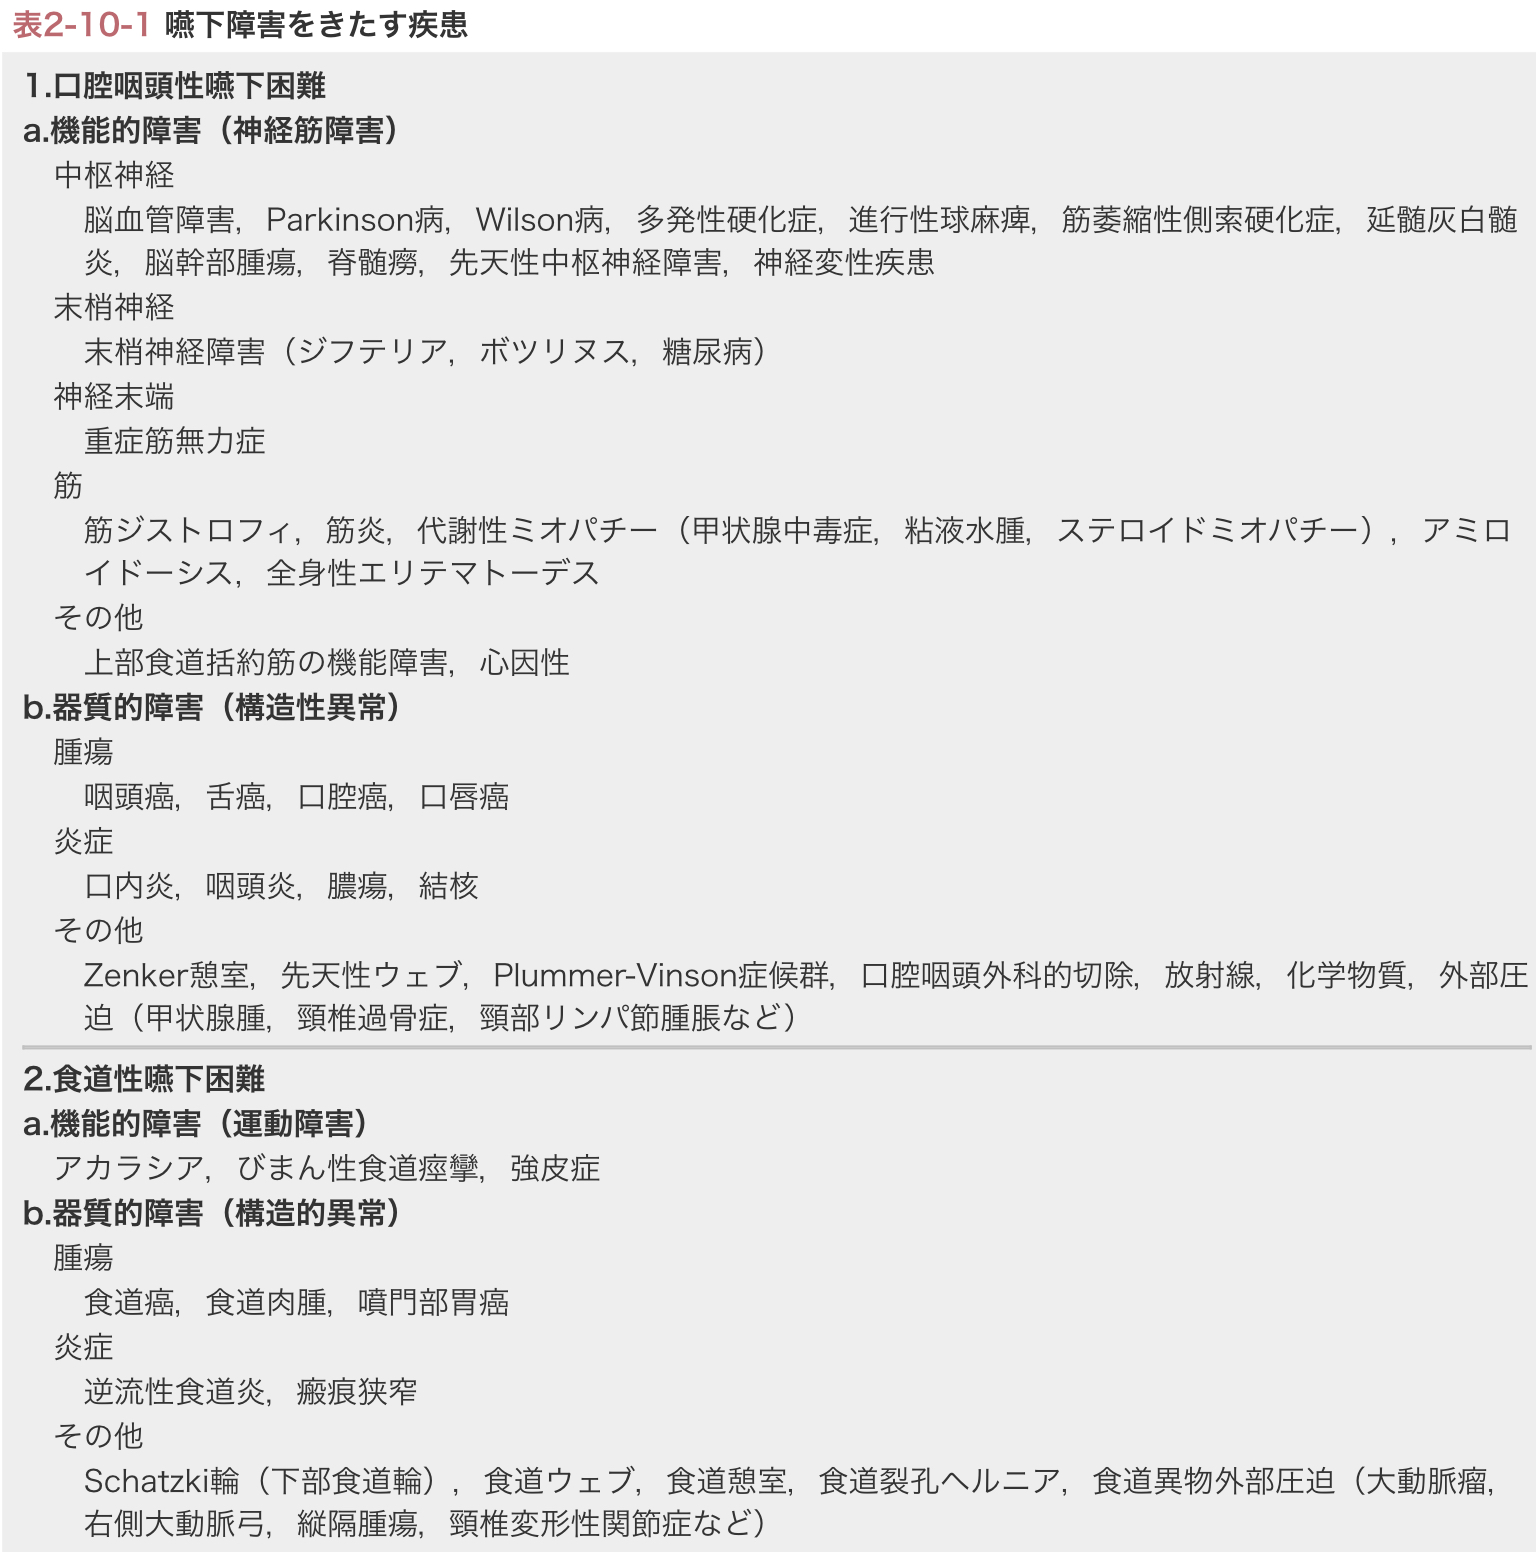 表2-10-1 嚥下障害をきたす疾患
1.口腔咽頭性嚥下困難
a.機能的障害（神経筋障害）
中枢神経
脳血管障害，Parkinson病，Wilson病，多発性硬化症，進行性球麻痺，筋萎縮性側索硬化症，延髄灰白髄
炎，脳幹部腫瘍，脊髄癆，先天性中枢神経障害，神経変性疾患
末梢神経
末梢神経障害（ジフテリア，ボツリヌス，糖尿病）
神経末端
重症筋無力症
筋
筋ジストロフィ，筋炎，代謝性ミオパチー（甲状腺中毒症，粘液水腫，ステロイドミオパチー），アミロ
イドーシス，全身性エリテマトーデス
その他
上部食道括約筋の機能障害，心因性
b.器質的障害（構造性異常）
腫瘍
咽頭癌，舌癌，口腔癌，口唇癌
炎症
口内炎，咽頭炎，膿瘍，結核
その他
Zenker憩室，先天性ウェブ，Plummer-Vinson症候群，口腔咽頭外科的切除，放射線，化学物質，外部圧
迫（甲状腺腫，頸椎過骨症，頸部リンパ節腫脹など）
2.食道性嚥下困難
a.機能的障害（運動障害）
アカラシア，びまん性食道痙攣，強皮症
b.器質的障害（構造的異常）
腫瘍
食道癌，食道肉腫，噴門部胃癌
炎症
逆流性食道炎，瘢痕狭窄
その他
Schatzki輪（下部食道輪），食道ウェブ，食道憩室，食道裂孔ヘルニア，食道異物外部圧迫（大動脈瘤，
右側大動脈弓，縦隔腫瘍，頸椎変形性関節症など）